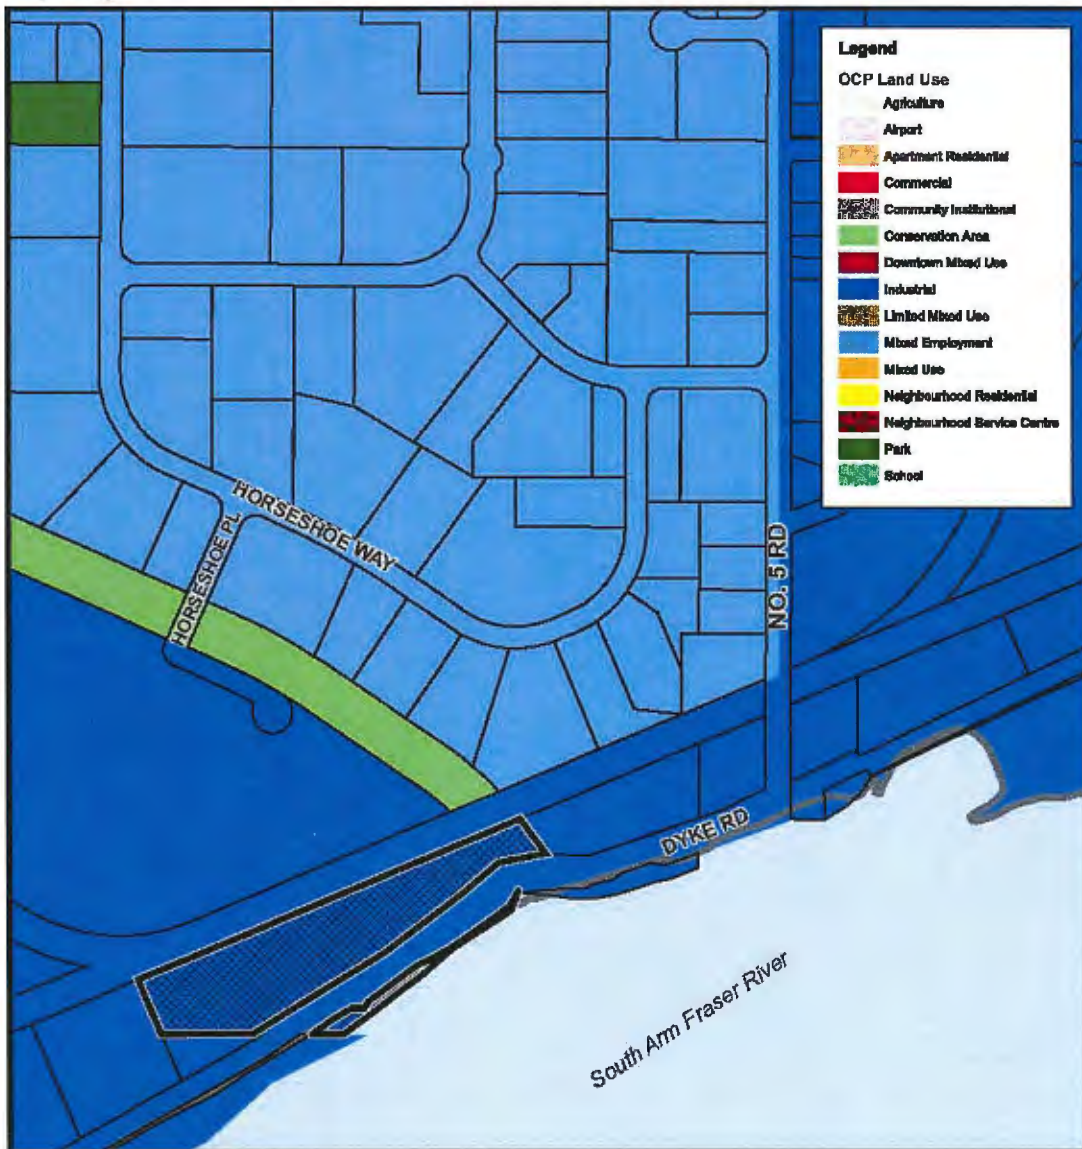 Legend
OCP Land Use
Agriculture
Airport
Apartment Residential
Commercial
Community Institutional
Conservation Area
Downtown Mixed Use
Industrial
Limited Mixed Use
Mixed Employment
Mixed Use
Neighbourhood Residential
Neighbourhood Service Centre
Park
School
HORSESHOE WAY
HORSESHOE PL
NO. 5 RD
DYKE RD
South Arm Fraser River